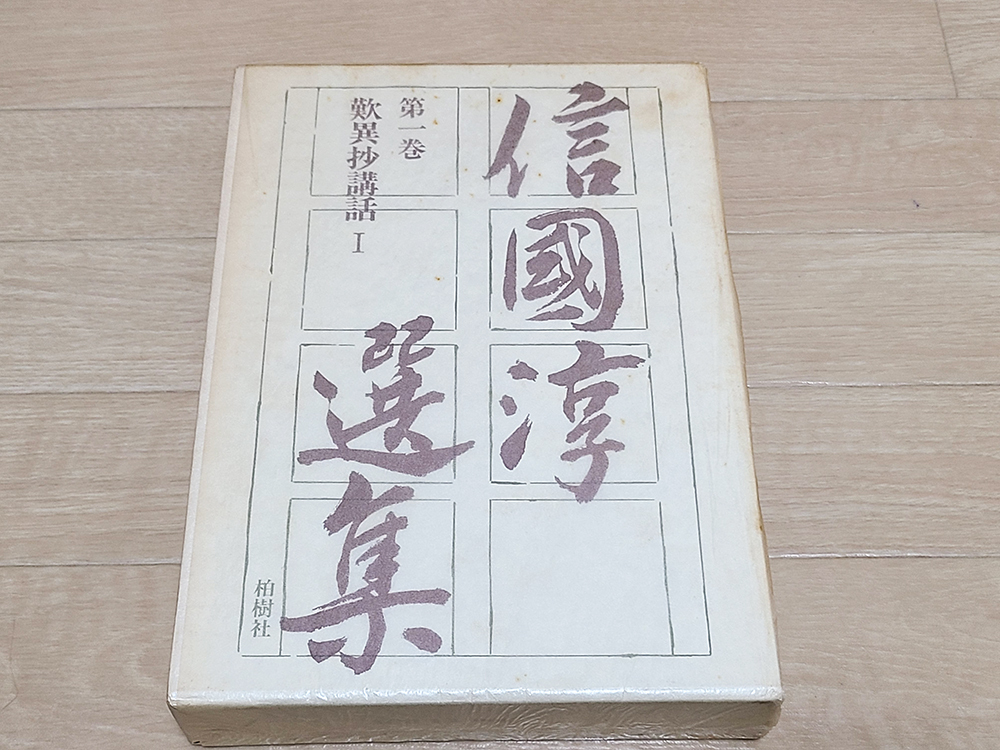 信國淳
選集
第一巻
歎異抄講話 I
柏樹社